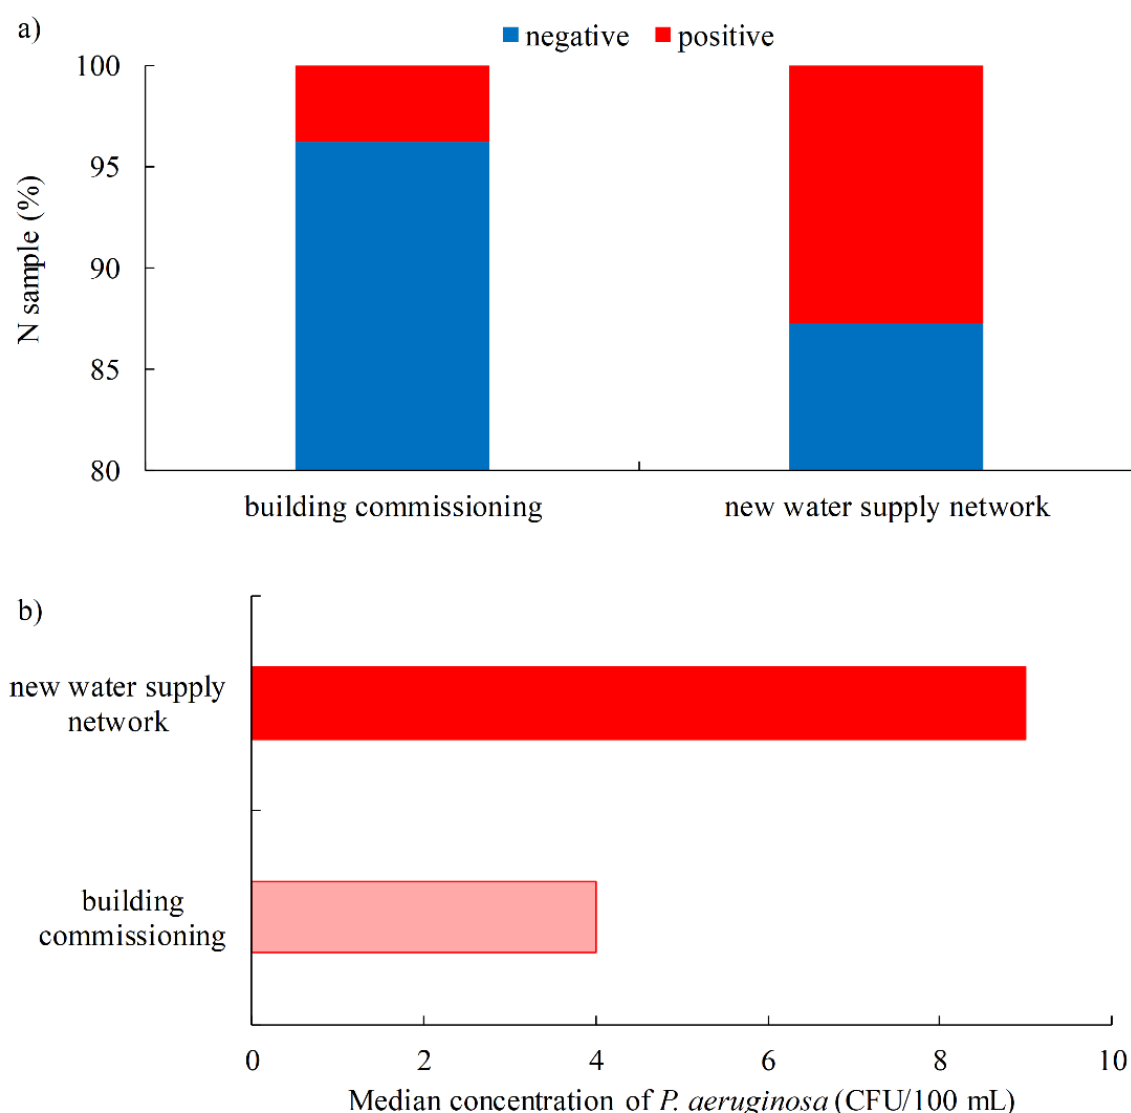 a)
negative positive
100
95
90
85
80
N sample (%)
building commissioning new water supply network
b)
new water supply
network
building
commissioning
0 2 4 6 8 10
Median concentration of P. aeruginosa (CFU/100 mL)